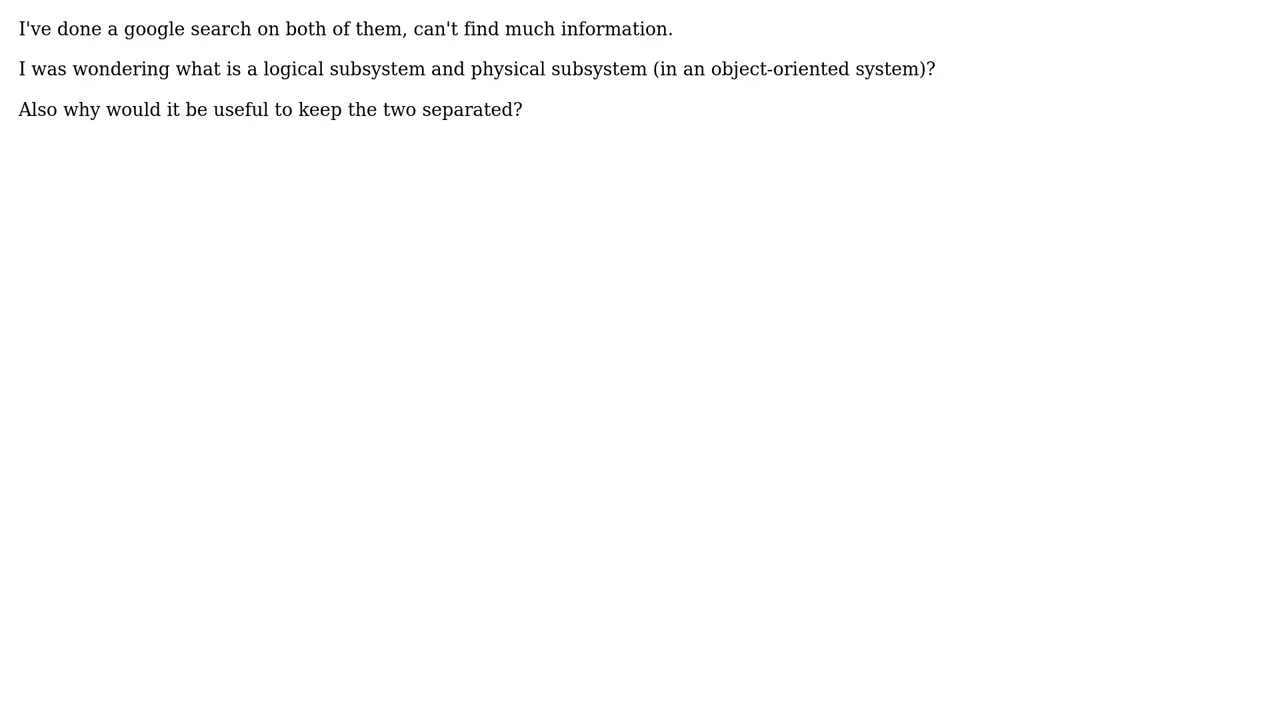 I've done a google search on both of them, can't find much information.
I was wondering what is a logical subsystem and physical subsystem (in an object-oriented system)?
Also why would it be useful to keep the two separated?